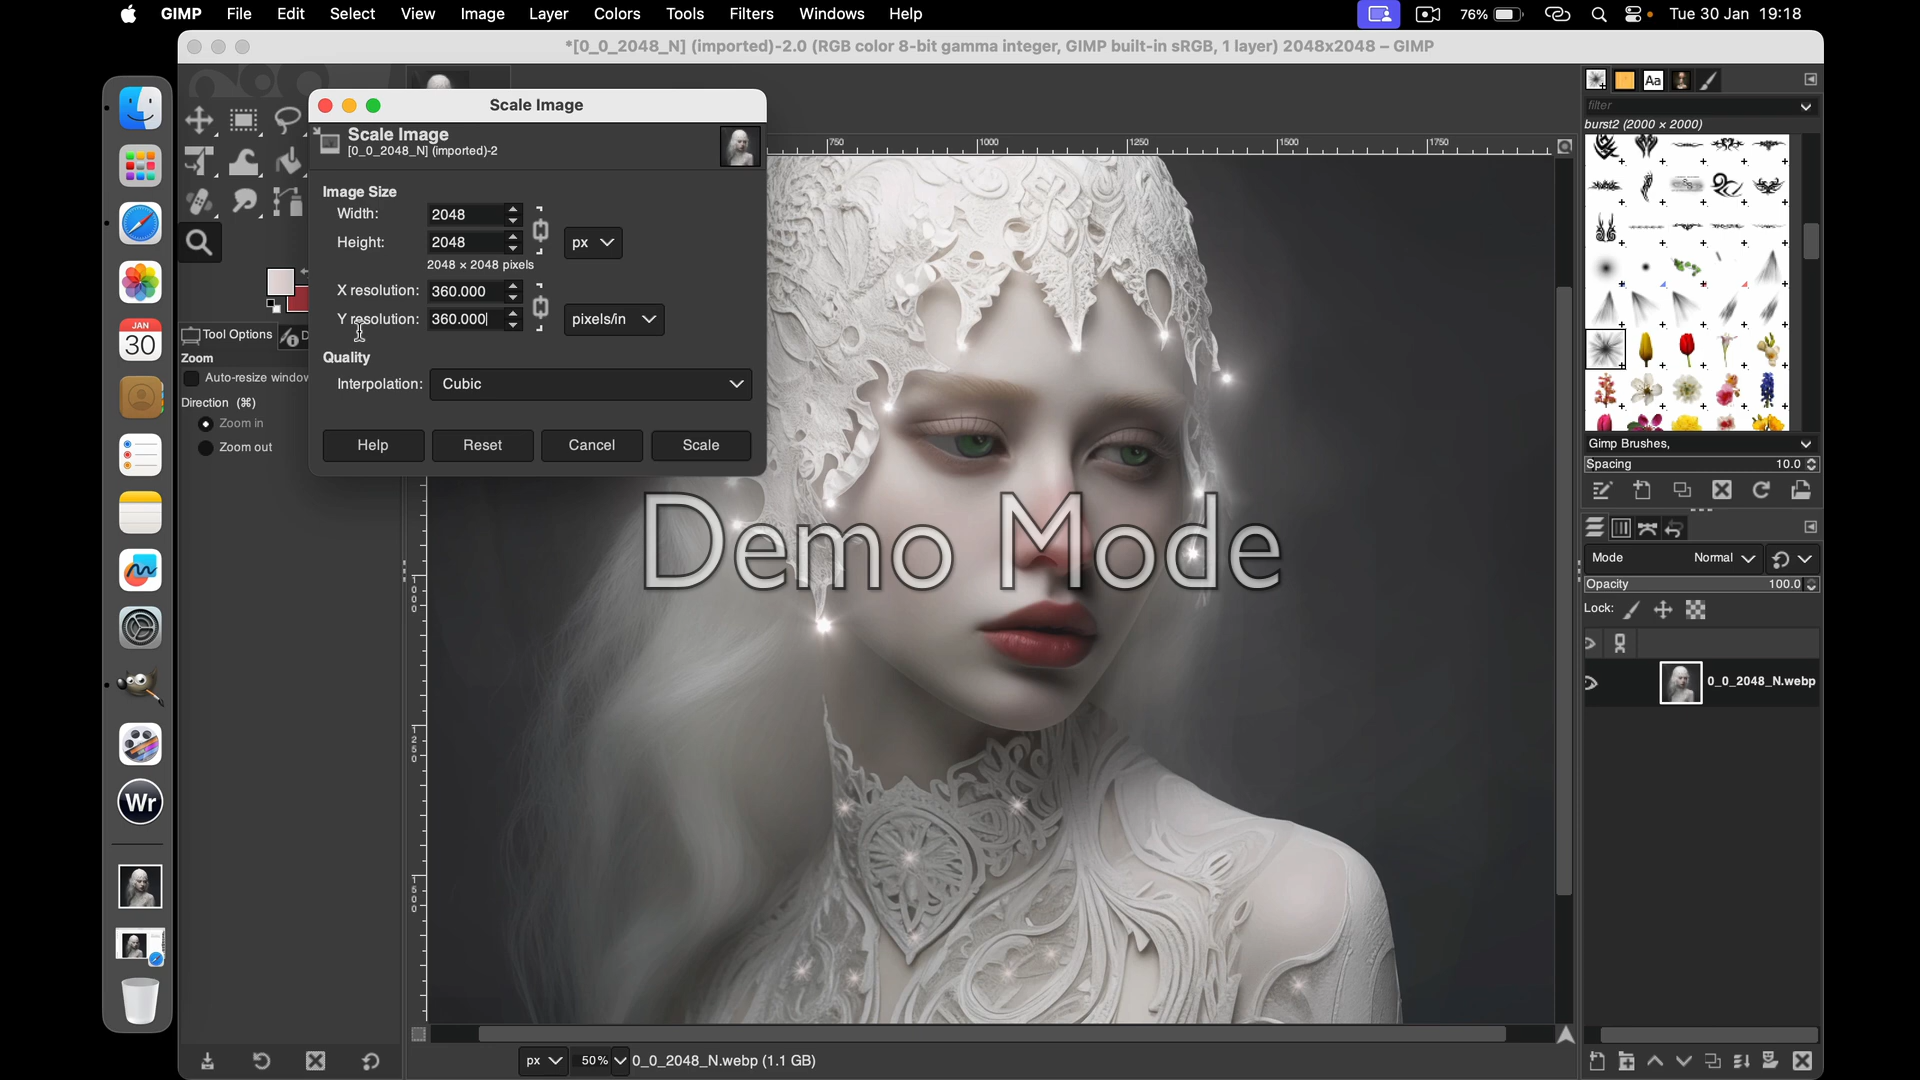 GIMP File Edit Select View Image Layer Colors Tools Filters Windows Help 76% Tue 30 Jan 19:18
*[0_0_2048_N] (imported)-2.0 (RGB color 8-bit gamma integer, GIMP built-in sRGB, 1 layer) 2048x2048 – GIMP
Scale Image
Scale Image
[0_0_2048_N] (imported)-2
Image Size
Width: 2048
Height: 2048 px
2048 × 2048 pixels
X resolution: 360.000
Y resolution: 360.000 pixels/in
Quality
Interpolation: Cubic
Help Reset Cancel Scale
750 1000 1250 1500 1750
1000
1250
1500
Tool Options
Zoom
Auto-resize window
Direction (⌘)
Zoom in
Zoom out
JAN
30
Wr
Aa
filter
burst2 (2000 × 2000)
Gimp Brushes,
Spacing 10.0
Mode Normal
Opacity 100.0
Lock:
0_0_2048_N.webp
Demo Mode
px 50% 0_0_2048_N.webp (1.1 GB)